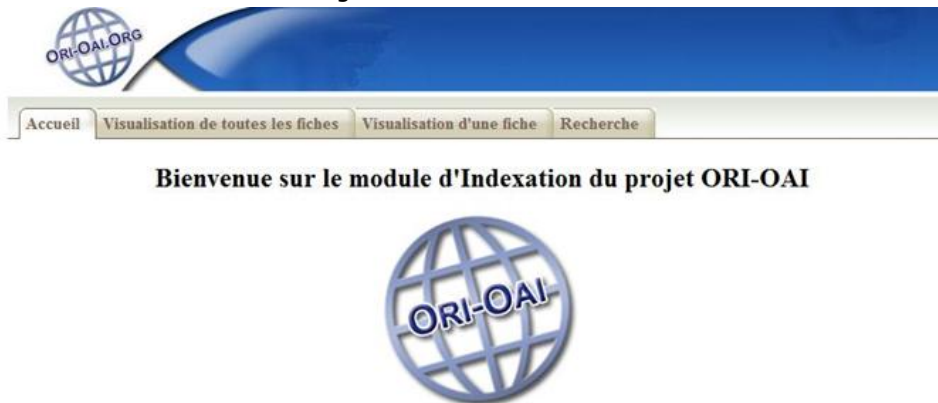 ORI-OAI.ORG
Accueil Visualisation de toutes les fiches Visualisation d'une fiche Recherche
Bienvenue sur le module d'Indexation du projet ORI-OAI
ORI-OAI